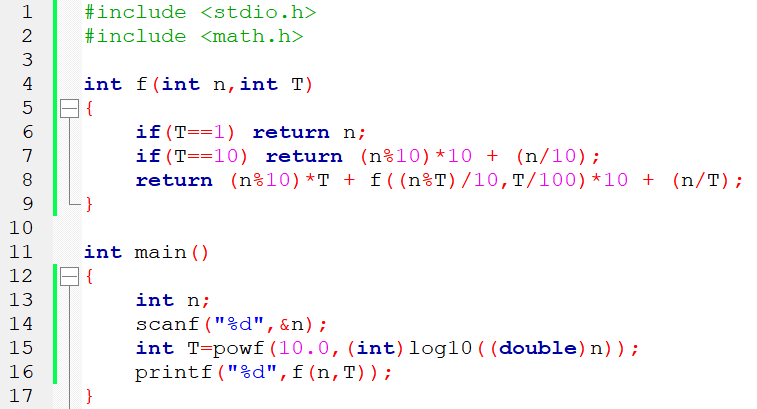 1 #include <stdio.h>
2 #include <math.h>
3
4 int f(int n,int T)
5 {
6     if(T==1) return n;
7     if(T==10) return (n%10)*10 + (n/10);
8     return (n%10)*T + f((n%T)/10,T/100)*10 + (n/T);
9 }
10
11 int main()
12 {
13     int n;
14     scanf("%d",&n);
15     int T=powf(10.0,(int)log10((double)n));
16     printf("%d",f(n,T));
17 }